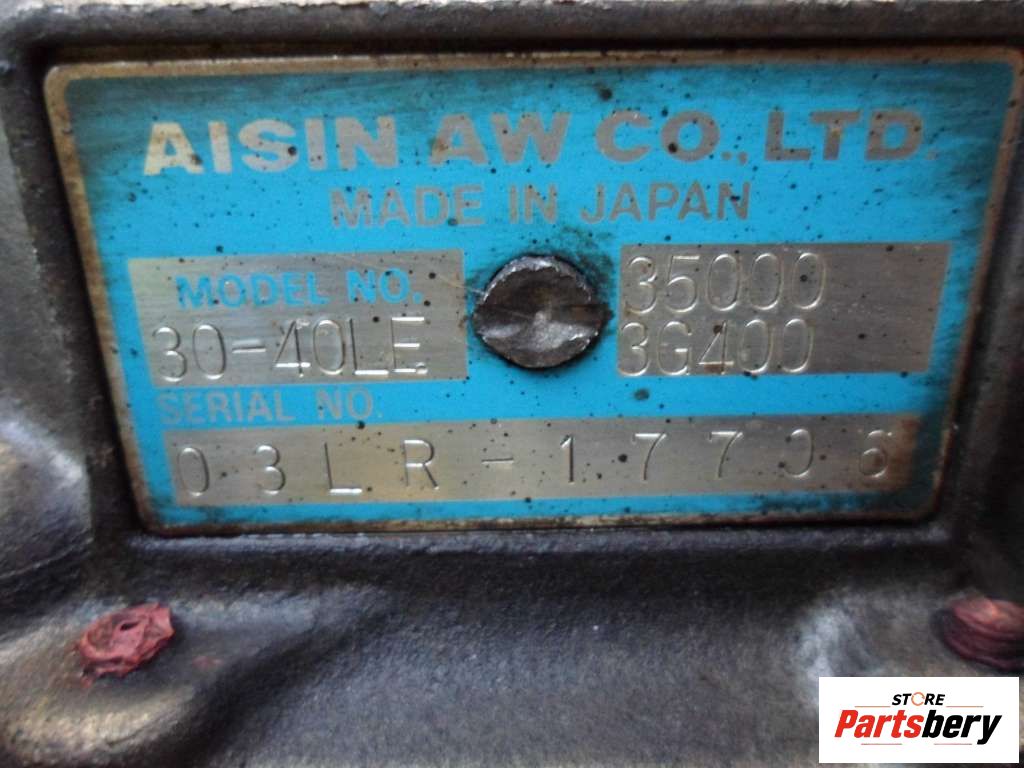 AISIN AW CO., LTD.
MADE IN JAPAN
MODEL NO.
30-40LE
35000
3G400
SERIAL NO.
03LR-17706
STORE
Partsbery